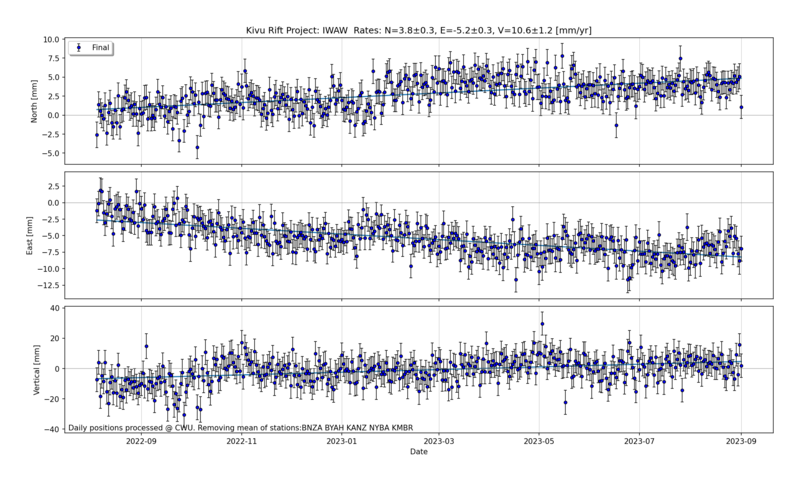 Kivu Rift Project: IWAW Rates: N=3.8±0.3, E=-5.2±0.3, V=10.6±1.2 [mm/yr]
Final
North [mm]
10.0
7.5
5.0
2.5
0.0
−2.5
−5.0
East [mm]
2.5
0.0
−2.5
−5.0
−7.5
−10.0
−12.5
Vertical [mm]
40
20
0
−20
−40
Daily positions processed @ CWU. Removing mean of stations:BNZA BYAH KANZ NYBA KMBR
2022-09 2022-11 2023-01 2023-03 2023-05 2023-07 2023-09
Date